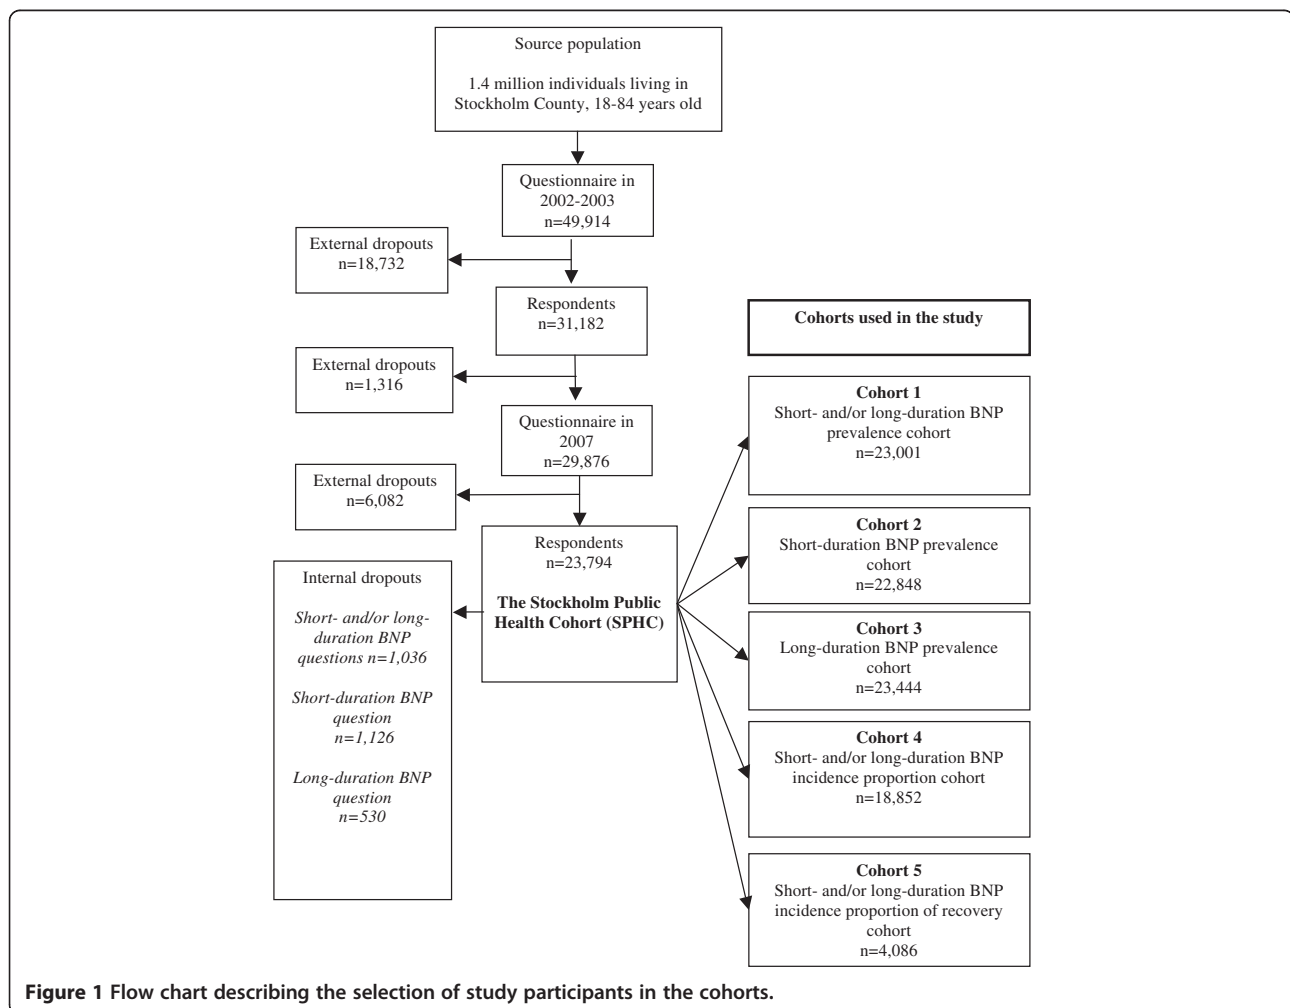 Source population
1.4 million individuals living in
Stockholm County, 18-84 years old
Questionnaire in
2002-2003
n=49,914
External dropouts
n=18,732
Respondents
n=31,182
External dropouts
n=1,316
Questionnaire in
2007
n=29,876
External dropouts
n=6,082
Respondents
n=23,794
The Stockholm Public
Health Cohort (SPHC)
Internal dropouts
Short- and/or long-
duration BNP
questions n=1,036
Short-duration BNP
question
n=1,126
Long-duration BNP
question
n=530
Cohorts used in the study
Cohort 1
Short- and/or long-duration BNP
prevalence cohort
n=23,001
Cohort 2
Short-duration BNP prevalence
cohort
n=22,848
Cohort 3
Long-duration BNP prevalence
cohort
n=23,444
Cohort 4
Short- and/or long-duration BNP
incidence proportion cohort
n=18,852
Cohort 5
Short- and/or long-duration BNP
incidence proportion of recovery
cohort
n=4,086
Figure 1 Flow chart describing the selection of study participants in the cohorts.